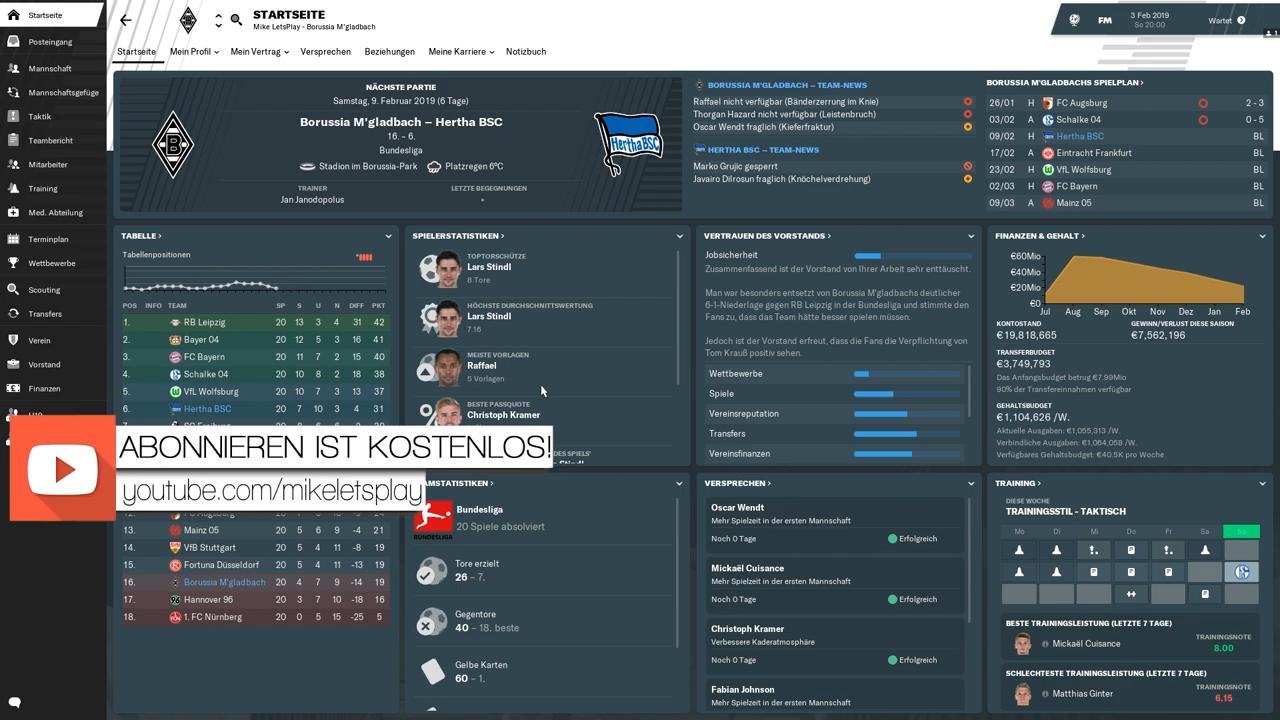 Startseite
Posteingang
Mannschaft
Mannschaftsgefüge
Taktik
Teambericht
Mitarbeiter
Training
Med. Abteilung
Terminplan
Wettbewerbe
Scouting
Transfers
Verein
Vorstand
Finanzen
STARTSEITE
Mike LetsPlay - Borussia M'gladbach
Startseite Mein Profil Mein Vertrag Versprechen Beziehungen Meine Karriere Notizbuch
FM
3 Feb 2019
So 20:00
Wartet
1
NÄCHSTE PARTIE
Samstag, 9. Februar 2019 (6 Tage)
Borussia M'gladbach – Hertha BSC
16. – 6.
Bundesliga
Stadion im Borussia-Park Platzregen 6°C
TRAINER LETZTE BEGEGNUNGEN
Jan Janodopolus
BORUSSIA M'GLADBACH – TEAM-NEWS
Raffael nicht verfügbar (Bänderzerrung im Knie)
Thorgan Hazard nicht verfügbar (Leistenbruch)
Oscar Wendt fraglich (Kieferfraktur)
HERTHA BSC – TEAM-NEWS
Marko Grujic gesperrt
Javairo Dilrosun fraglich (Knöchelverdrehung)
BORUSSIA M'GLADBACHS SPIELPLAN
26/01 H FC Augsburg 2 - 3
03/02 A Schalke 04 0 - 5
09/02 H Hertha BSC BL
17/02 A Eintracht Frankfurt BL
23/02 H VfL Wolfsburg BL
02/03 H FC Bayern BL
09/03 A Mainz 05 BL
TABELLE
Tabellenpositionen
POS INFO TEAM SP S U N DIFF PKT
1. RB Leipzig 20 13 3 4 31 42
2. Bayer 04 20 12 5 3 16 41
3. FC Bayern 20 11 7 2 15 40
4. Schalke 04 20 10 8 2 18 38
5. VfL Wolfsburg 20 10 7 3 13 37
6. Hertha BSC 20 7 10 3 4 31
13. Mainz 05 20 5 6 9 -4 21
14. VfB Stuttgart 20 5 4 11 -8 19
15. Fortuna Düsseldorf 20 5 4 11 -13 19
16. Borussia M'gladbach 20 4 7 9 -14 19
17. Hannover 96 20 3 7 10 -18 16
18. 1. FC Nürnberg 20 0 5 15 -25 5
SPIELERSTATISTIKEN
TOPTORSCHÜTZE
Lars Stindl
8 Tore
HÖCHSTE DURCHSCHNITTSWERTUNG
Lars Stindl
7.16
MEISTE VORLAGEN
Raffael
5 Vorlagen
BESTE PASSQUOTE
Christoph Kramer
DES SPIELS'
VERTRAUEN DES VORSTANDS
Jobsicherheit
Zusammenfassend ist der Vorstand von Ihrer Arbeit sehr enttäuscht.
Man war besonders entsetzt von Borussia M'gladbachs deutlicher
6-1-Niederlage gegen RB Leipzig in der Bundesliga und stimmte den
Fans zu, dass das Team hätte besser spielen müssen.
Jedoch ist der Vorstand erfreut, dass die Fans die Verpflichtung von
Tom Krauß positiv sehen.
Wettbewerbe
Spiele
Vereinsreputation
Transfers
Vereinsfinanzen
FINANZEN & GEHALT
€60Mio
€40Mio
€20Mio
€0
Jul Aug Sep Okt Nov Dez Jan Feb
KONTOSTAND GEWINN/VERLUST DIESE SAISON
€19,818,665 €7,562,196
TRANSFERBUDGET
€3,749,793
Das Anfangsbudget betrug €7.99Mio
90% der Transfereinnahmen verfügbar
GEHALTSBUDGET
€1,104,626 /W.
Aktuelle Ausgaben: €1,055,313 /W.
Verbindliche Ausgaben: €1,064,058 /W.
Verfügbares Gehaltsbudget: €40.5K pro Woche
ABONNIEREN IST KOSTENLOS!
youtube.com/mikeletsplay
AMSTATISTIKEN
BUNDESLIGA
Bundesliga
20 Spiele absolviert
Tore erzielt
26 – 7.
Gegentore
40 – 18. beste
Gelbe Karten
60 – 1.
VERSPRECHEN
Oscar Wendt
Mehr Spielzeit in der ersten Mannschaft
Noch 0 Tage Erfolgreich
Mickaël Cuisance
Mehr Spielzeit in der ersten Mannschaft
Noch 0 Tage Erfolgreich
Christoph Kramer
Verbessere Kaderatmosphäre
Noch 0 Tage Erfolgreich
Fabian Johnson
Mehr Spielzeit in der ersten Mannschaft
TRAINING
DIESE WOCHE
TRAININGSSTIL - TAKTISCH
Mo Di Mi Do Fr Sa So
BESTE TRAININGSLEISTUNG (LETZTE 7 TAGE)
Mickaël Cuisance
TRAININGSNOTE
8.00
SCHLECHTESTE TRAININGSLEISTUNG (LETZTE 7 TAGE)
Matthias Ginter
TRAININGSNOTE
6.15